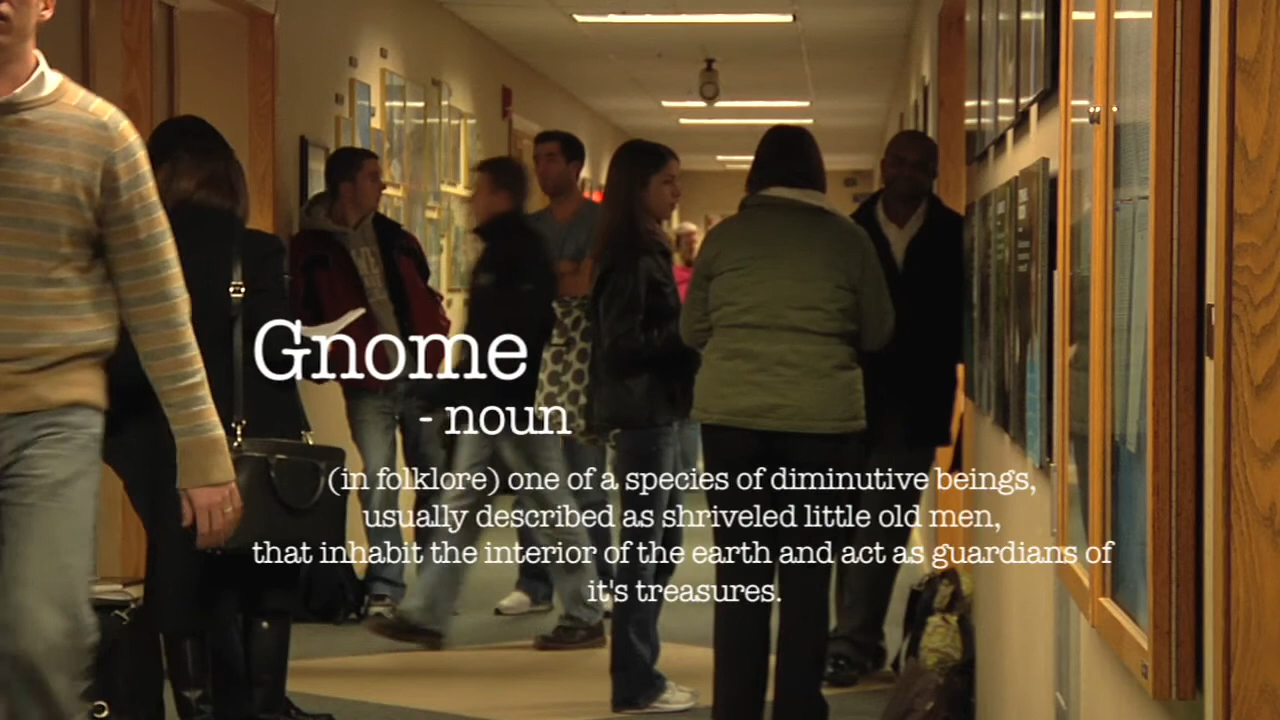 Gnome
- noun
(in folklore) one of a species of diminutive beings,
usually described as shriveled little old men,
that inhabit the interior of the earth and act as guardians of
it's treasures.